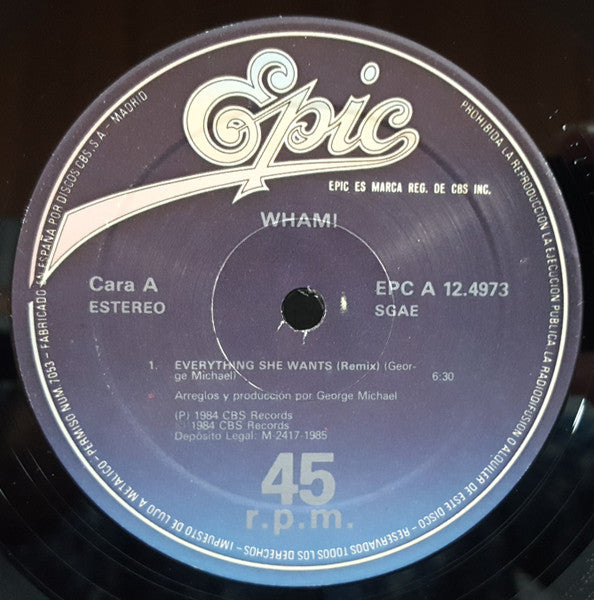 Epic
EPIC ES MARCA REG. DE CBS INC.
WHAM!
Cara A
ESTEREO
EPC A 12.4973
SGAE
1. EVERYTHING SHE WANTS (Remix) (Geor-
ge Michael) 6:30
Arreglos y producción por George Michael
(P) 1984 CBS Records
© 1984 CBS Records
Depósito Legal: M-2417-1985
45
r.p.m.
FABRICADO EN ESPAÑA POR DISCOS CBS, S.A. - MADRID
PROHIBIDA LA REPRODUCCION, LA EJECUCION PUBLICA, LA RADIODIFUSION O ALQUILER DE ESTE DISCO - RESERVADOS TODOS LOS DERECHOS - IMPUESTO DE LUJO A METALICO - PERMISO NUM. 7053 -